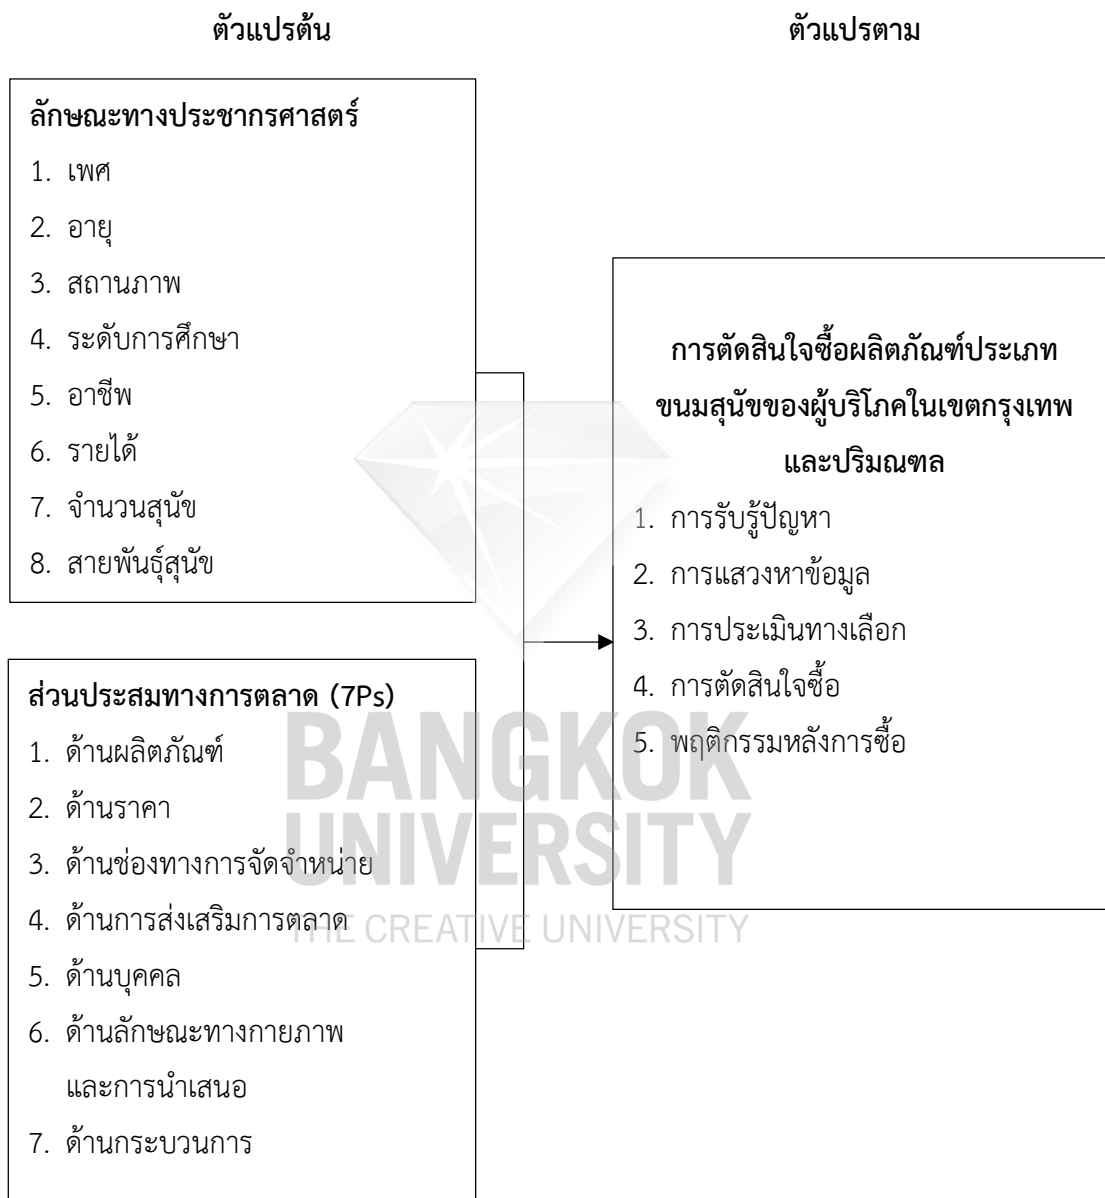 ตัวแปรต้น
ตัวแปรตาม
ลักษณะทางประชากรศาสตร์
1. เพศ
2. อายุ
3. สถานภาพ
4. ระดับการศึกษา
5. อาชีพ
6. รายได้
7. จำนวนสุนัข
8. สายพันธุ์สุนัข
ส่วนประสมทางการตลาด (7Ps)
1. ด้านผลิตภัณฑ์
2. ด้านราคา
3. ด้านช่องทางการจัดจำหน่าย
4. ด้านการส่งเสริมการตลาด
5. ด้านบุคคล
6. ด้านลักษณะทางกายภาพ
และการนำเสนอ
7. ด้านกระบวนการ
การตัดสินใจซื้อผลิตภัณฑ์ประเภท
ขนมสุนัขของผู้บริโภคในเขตกรุงเทพ
และปริมณฑล
1. การรับรู้ปัญหา
2. การแสวงหาข้อมูล
3. การประเมินทางเลือก
4. การตัดสินใจซื้อ
5. พฤติกรรมหลังการซื้อ
BANGKOK
UNIVERSITY
THE CREATIVE UNIVERSITY